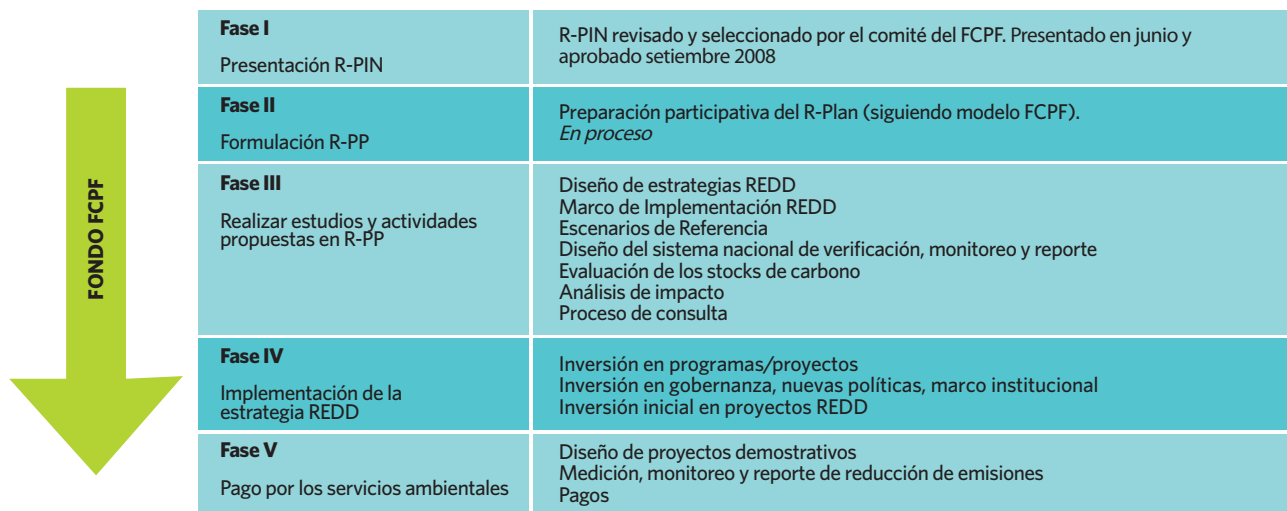 FONDO FCPF
Fase I
Presentación R-PIN
R-PIN revisado y seleccionado por el comité del FCPF. Presentado en junio y
aprobado setiembre 2008
Fase II
Formulación R-PP
Preparación participativa del R-Plan (siguiendo modelo FCPF).
En proceso
Fase III
Realizar estudios y actividades
propuestas en R-PP
Diseño de estrategias REDD
Marco de Implementación REDD
Escenarios de Referencia
Diseño del sistema nacional de verificación, monitoreo y reporte
Evaluación de los stocks de carbono
Análisis de impacto
Proceso de consulta
Fase IV
Implementación de la
estrategia REDD
Inversión en programas/proyectos
Inversión en gobernanza, nuevas políticas, marco institucional
Inversión inicial en proyectos REDD
Fase V
Pago por los servicios ambientales
Diseño de proyectos demostrativos
Medición, monitoreo y reporte de reducción de emisiones
Pagos